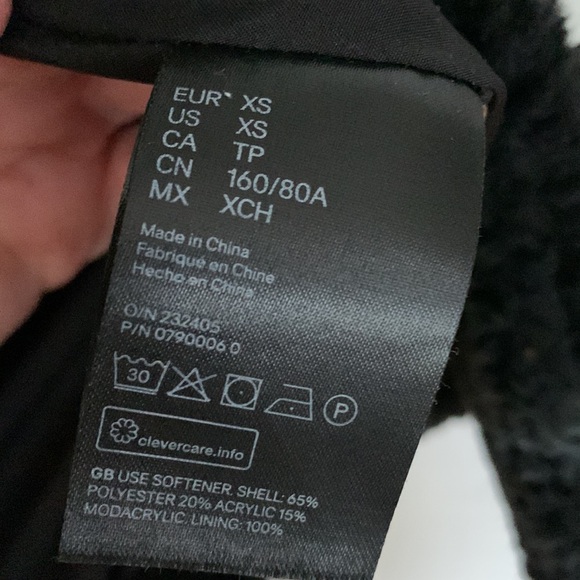 EUR XS
US XS
CA TP
CN 160/80A
MX XCH
Made in China
Fabriqué en Chine
Hecho en China
O/N 232405
P/N 0790006 0
30 P
clevercare.info
GB USE SOFTENER. SHELL: 65%
POLYESTER 20% ACRYLIC 15%
MODACRYLIC. LINING: 100%